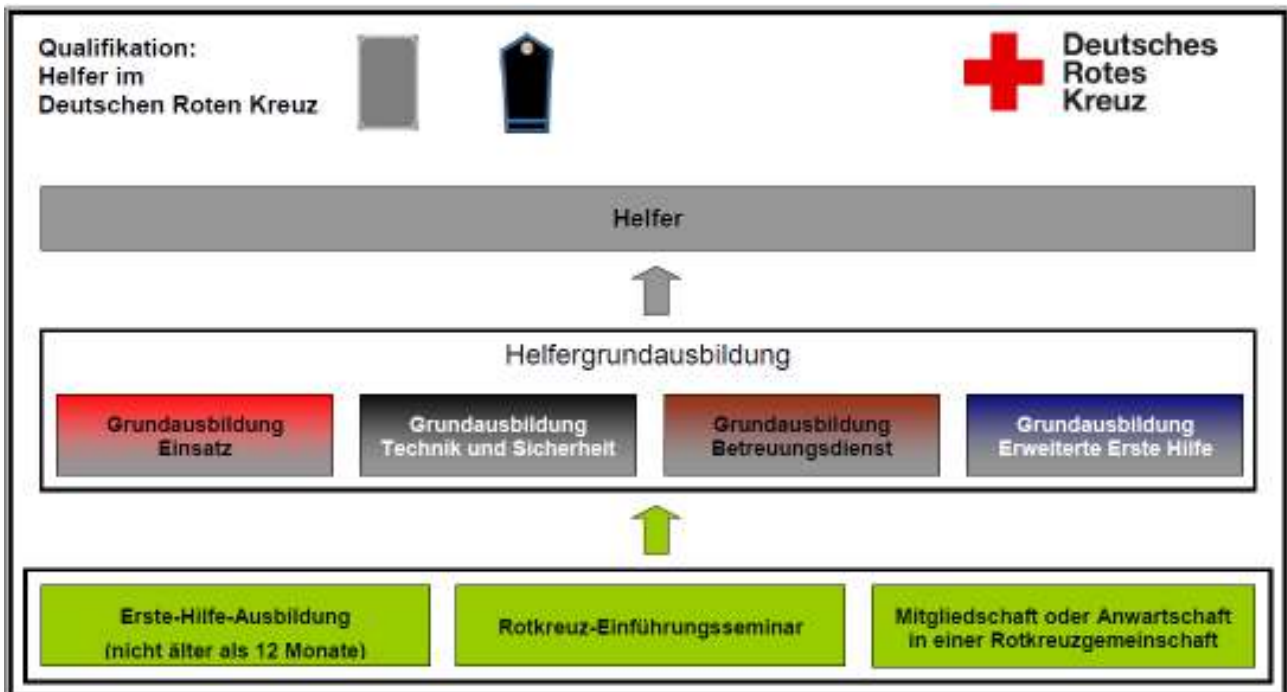 Qualifikation:
Helfer im
Deutschen Roten Kreuz
Deutsches
Rotes
Kreuz
Helfer
Helfergrundausbildung
Grundausbildung
Einsatz
Grundausbildung
Technik und Sicherheit
Grundausbildung
Betreuungsdienst
Grundausbildung
Erweiterte Erste Hilfe
Erste-Hilfe-Ausbildung
(nicht älter als 12 Monate)
Rotkreuz-Einführungsseminar
Mitgliedschaft oder Anwartschaft
in einer Rotkreuzgemeinschaft